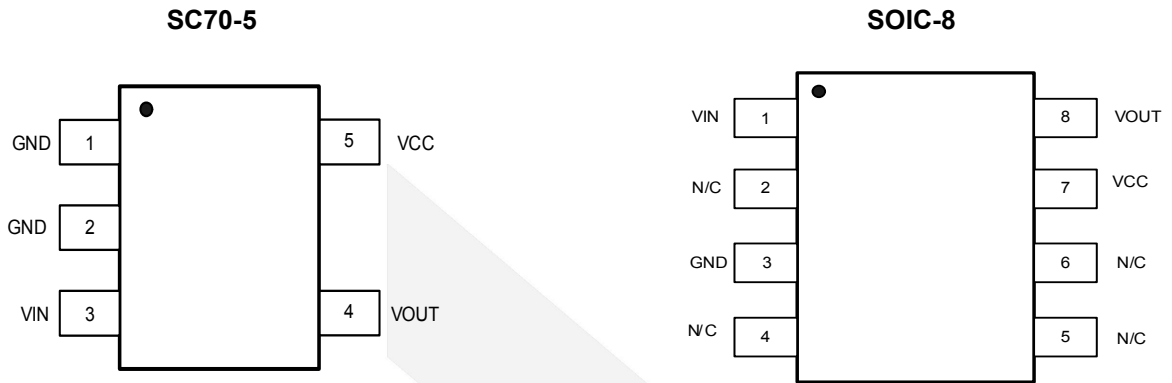 SC70-5
GND 1
5 VCC
GND 2
VIN 3
4 VOUT
SOIC-8
VIN 1
8 VOUT
N/C 2
7 VCC
GND 3
6 N/C
N/C 4
5 N/C